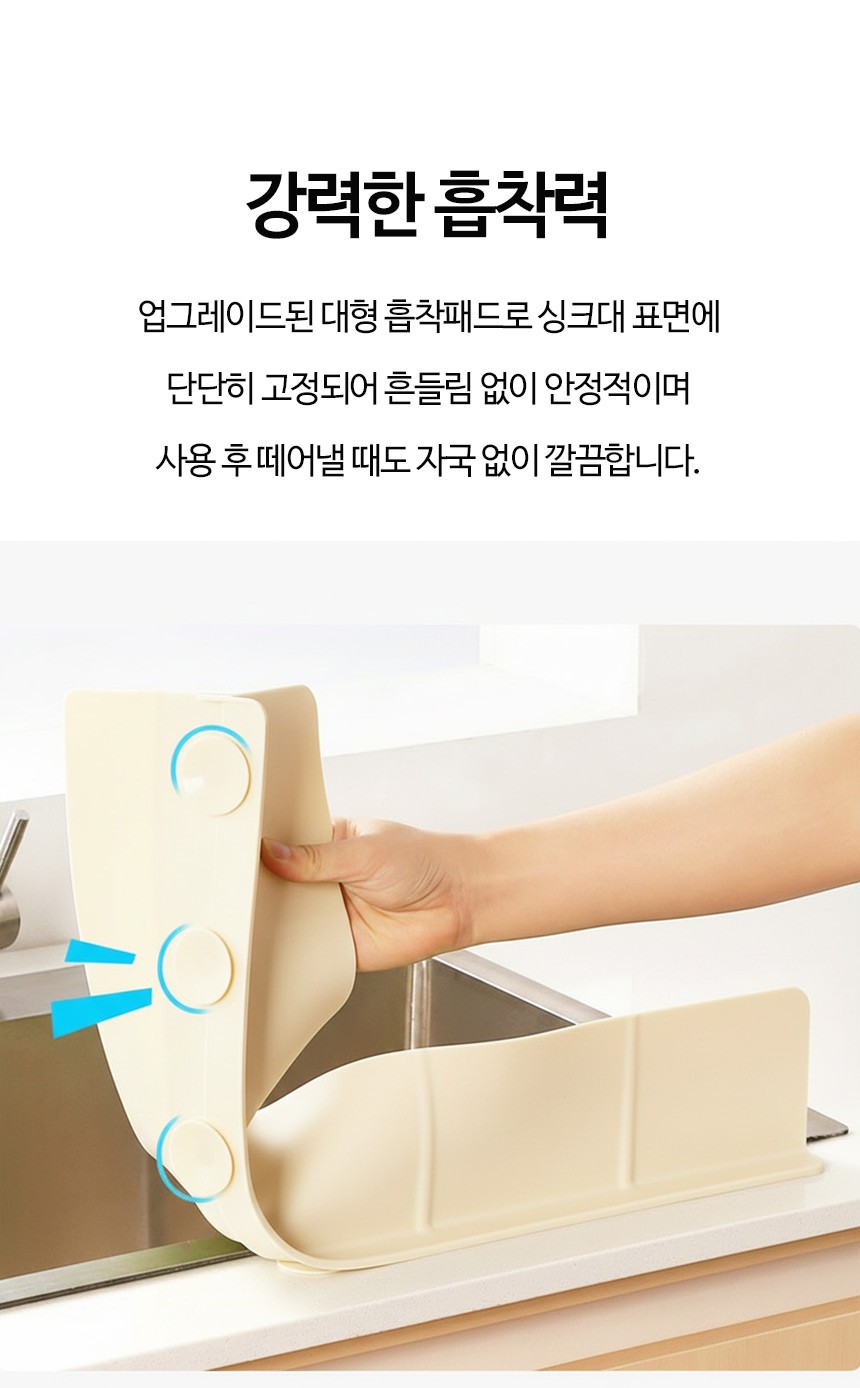 강력한 흡착력
업그레이드된 대형 흡착패드로 싱크대 표면에
단단히 고정되어 흔들림 없이 안정적이며
사용 후 떼어낼 때도 자국 없이 깔끔합니다.